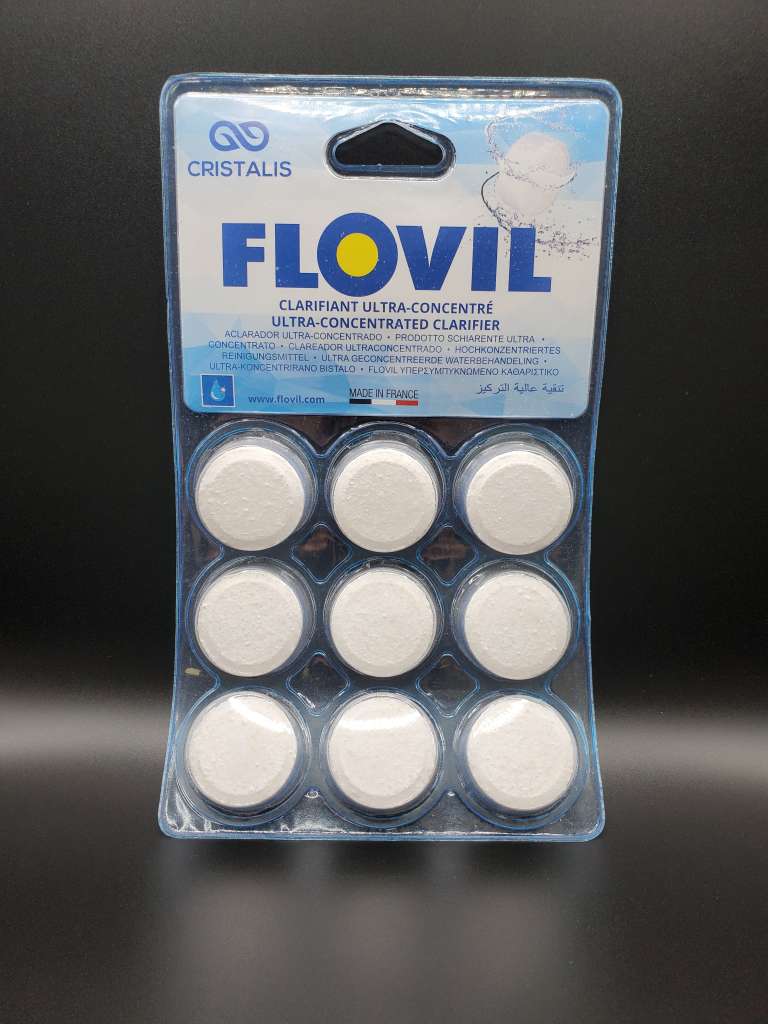 CRISTALIS
FLOVIL
CLARIFIANT ULTRA-CONCENTRÉ
ULTRA-CONCENTRATED CLARIFIER
ACLARADOR ULTRA-CONCENTRADO • PRODOTTO SCHIARENTE ULTRA •
CONCENTRATO • CLAREADOR ULTRACONCENTRADO • HOCHKONZENTRIERTES
REINIGUNGSMITTEL • ULTRA GECONCENTREERDE WATERBEHANDELING •
ULTRA-KONCENTRIRANO BISTALO • FLOVIL ΥΠΕΡΣΥΜΠΥΚΝΩΜΕΝΟ ΚΑΘΑΡΙΣΤΙΚΟ
www.flovil.com
MADE IN FRANCE
تنقية عالية التركيز